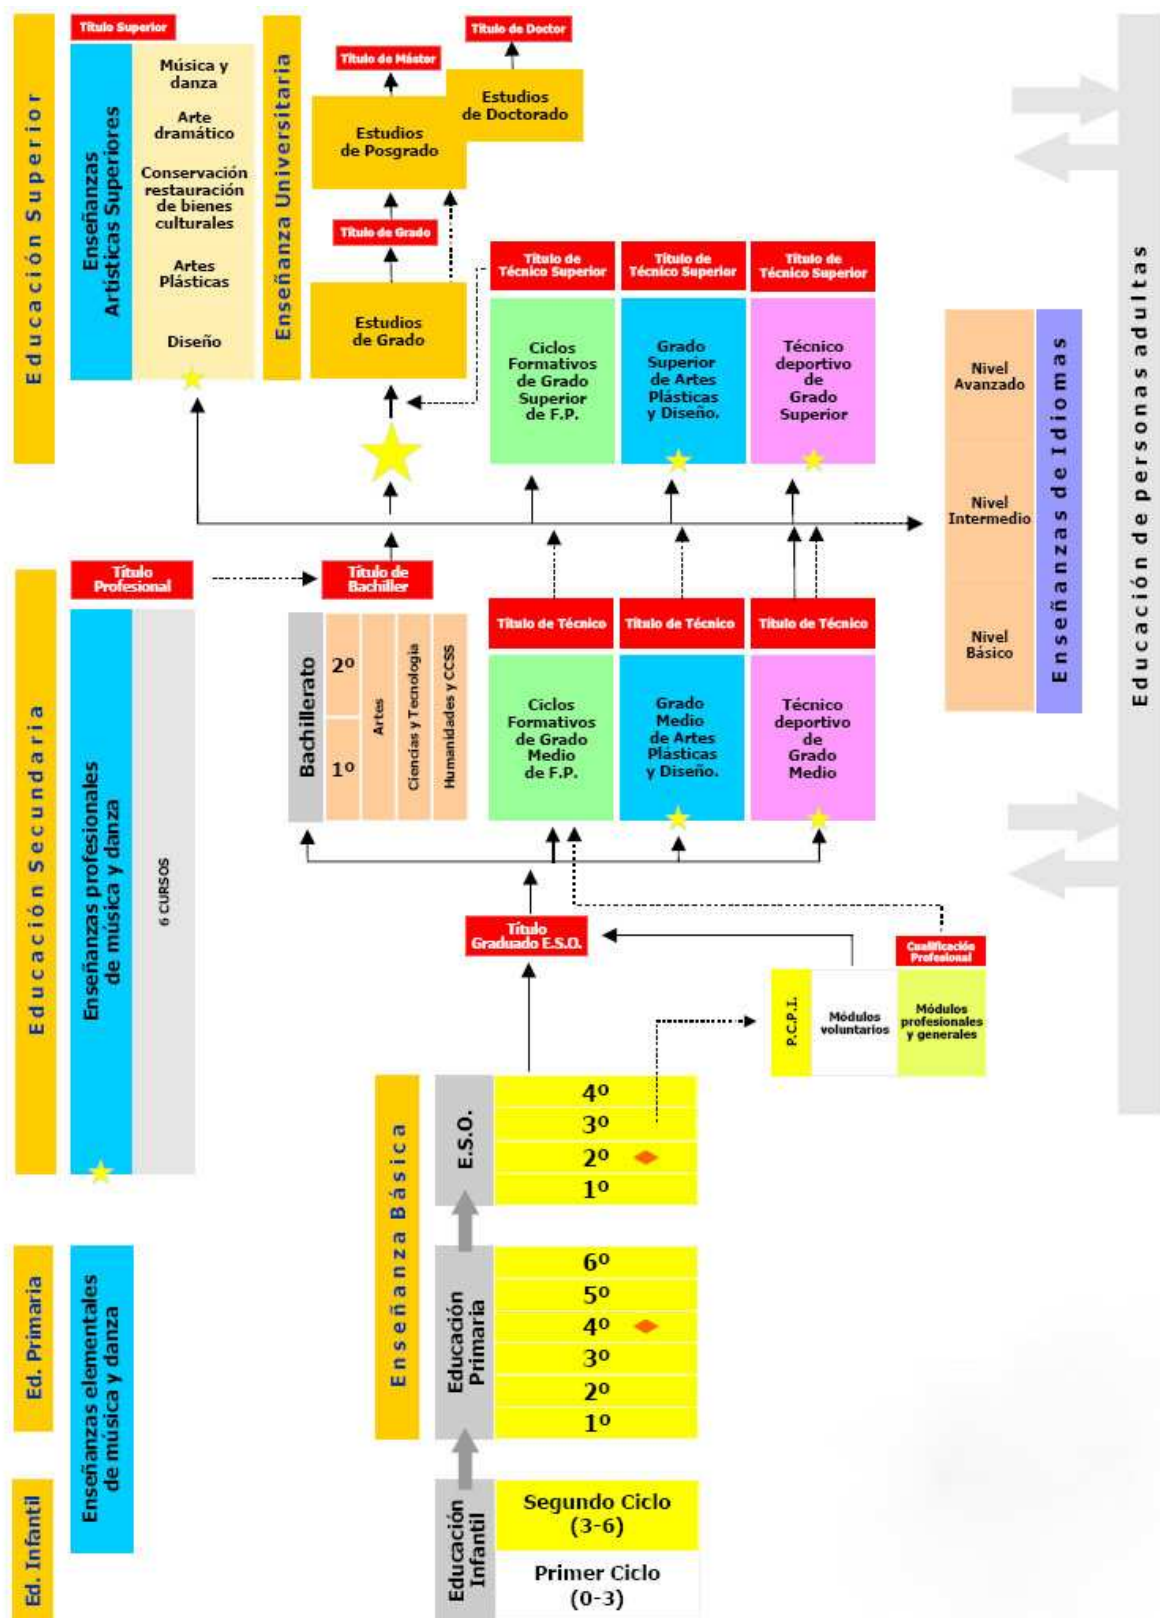 Educación Superior
Título Superior
Enseñanzas
Artísticas Superiores
Música y
danza
Arte
dramático
Conservación
restauración
de bienes
culturales
Artes
Plásticas
Diseño
Enseñanza Universitaria
Título de Doctor
Título de Máster
Estudios
de Doctorado
Estudios
de Posgrado
Título de Grado
Estudios
de Grado
Título de
Técnico Superior
Título de
Técnico Superior
Título de
Técnico Superior
Ciclos
Formativos
de Grado
Superior
de F.P.
Grado
Superior
de Artes
Plásticas
y Diseño.
Técnico
deportivo
de
Grado
Superior
Nivel
Avanzado
Nivel
Intermedio
Nivel
Básico
Enseñanzas de Idiomas
Educación de personas adultas
Educación Secundaria
Título
Profesional
Enseñanzas profesionales
de música y danza
6 CURSOS
Título de
Bachiller
Bachillerato
2º
1º
Artes
Ciencias y Tecnología
Humanidades y CCSS
Título de Técnico
Título de Técnico
Título de Técnico
Ciclos
Formativos
de Grado
Medio
de F.P.
Grado
Medio
de Artes
Plásticas
y Diseño.
Técnico
deportivo
de
Grado
Medio
Título
Graduado E.S.O.
Cualificación
Profesional
P.C.P.I.
Módulos
voluntarios
Módulos
profesionales
y generales
Enseñanza Básica
E.S.O.
4º
3º
2º
1º
Ed. Primaria
Enseñanzas elementales
de música y danza
Educación
Primaria
6º
5º
4º
3º
2º
1º
Ed. Infantil
Educación
Infantil
Segundo Ciclo
(3-6)
Primer Ciclo
(0-3)